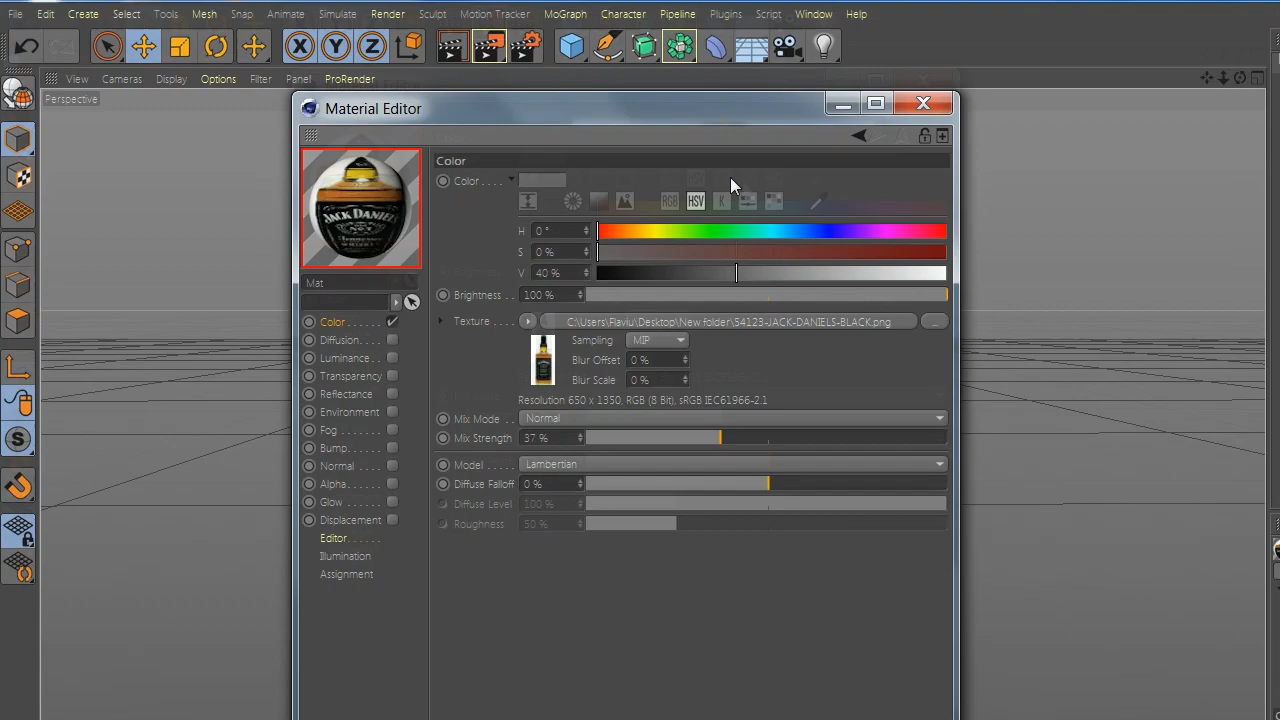 File Edit Create Select Tools Mesh Snap Animate Simulate Render Sculpt Motion Tracker MoGraph Character Pipeline Plugins Script Window Help
X Y Z
View Cameras Display Options Filter Panel ProRender
Perspective
Material Editor
Color
Color . . . .
RGB HSV K
JACK DANIEL'S
H 0 °
S 0 %
V 40 %
Mat
Brightness . . 100 %
Color . . . . . .
Texture . . . . . C:\Users\Flaviu\Desktop\New folder\54123-JACK-DANIELS-BLACK.png ...
Diffusion . . . .
Sampling MIP
Luminance . . .
Blur Offset 0 %
Transparency
Blur Scale 0 %
Reflectance
Resolution 650 x 1350, RGB (8 Bit), sRGB IEC61966-2.1
Environment
Mix Mode . . . Normal
Fog . . . . . . .
Mix Strength 37 %
Bump. . . . . .
Normal . . . .
Model . . . . . Lambertian
Alpha. . . . . .
Diffuse Falloff 0 %
Glow . . . . . .
Diffuse Level 100 %
Displacement
Roughness 50 %
Editor. . . . . .
Illumination
Assignment